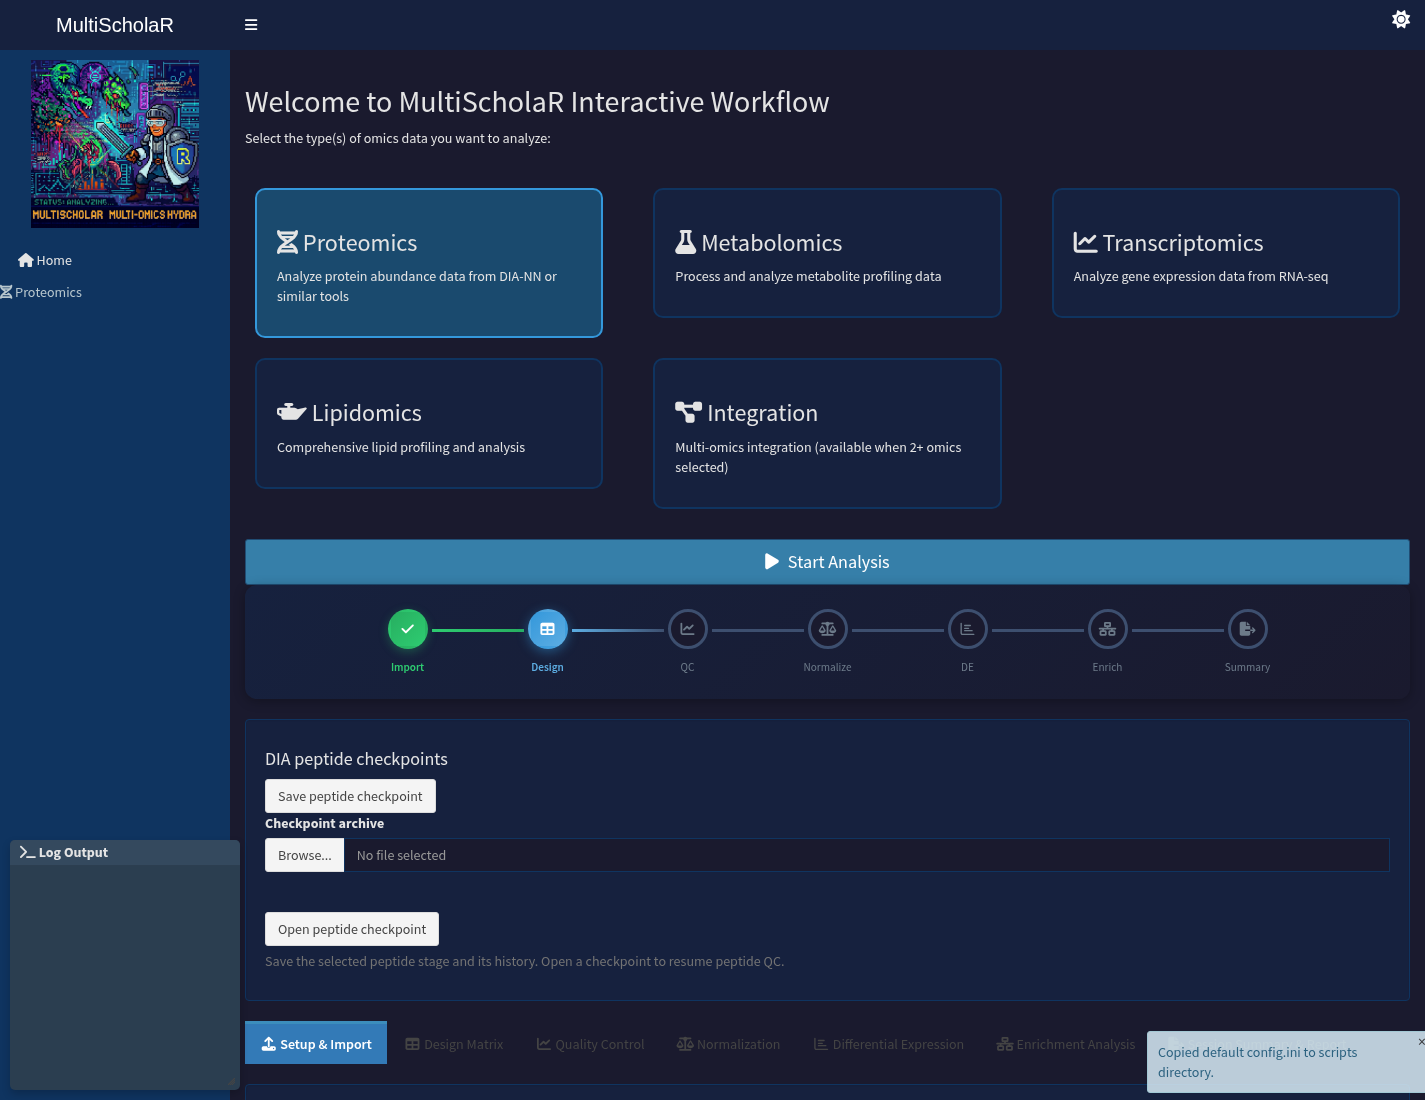 MultiScholaR
STATUS: ANALYZING...
MULTISCHOLAR MULTI-OMICS HYDRA
R
Home
Proteomics
Welcome to MultiScholaR Interactive Workflow
Select the type(s) of omics data you want to analyze:
Proteomics
Analyze protein abundance data from DIA-NN or
similar tools
Metabolomics
Process and analyze metabolite profiling data
Transcriptomics
Analyze gene expression data from RNA-seq
Lipidomics
Comprehensive lipid profiling and analysis
Integration
Multi-omics integration (available when 2+ omics
selected)
Start Analysis
Import
Design
QC
Normalize
DE
Enrich
Summary
DIA peptide checkpoints
Save peptide checkpoint
Checkpoint archive
Browse...
No file selected
Open peptide checkpoint
Save the selected peptide stage and its history. Open a checkpoint to resume peptide QC.
Log Output
Setup & Import
Design Matrix
Quality Control
Normalization
Differential Expression
Enrichment Analysis
Copied default config.ini to scripts
directory.
×